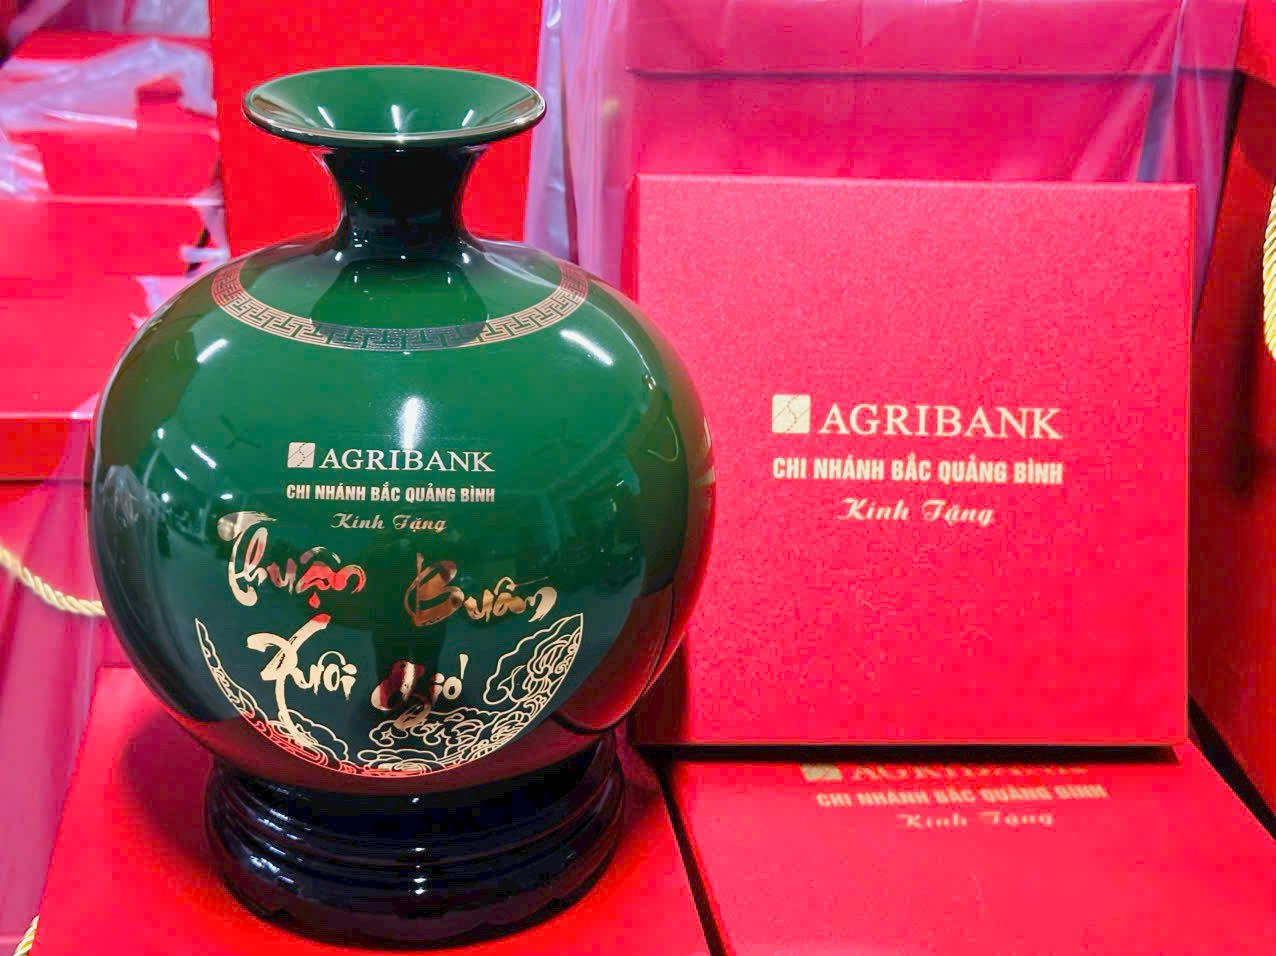 AGRIBANK
CHI NHÁNH BẮC QUẢNG BÌNH
Kính Tặng
Thuận Buồm
Xuôi Gió
AGRIBANK
CHI NHÁNH BẮC QUẢNG BÌNH
Kính Tặng
AGRIBANK
CHI NHÁNH BẮC QUẢNG BÌNH
Kính Tặng